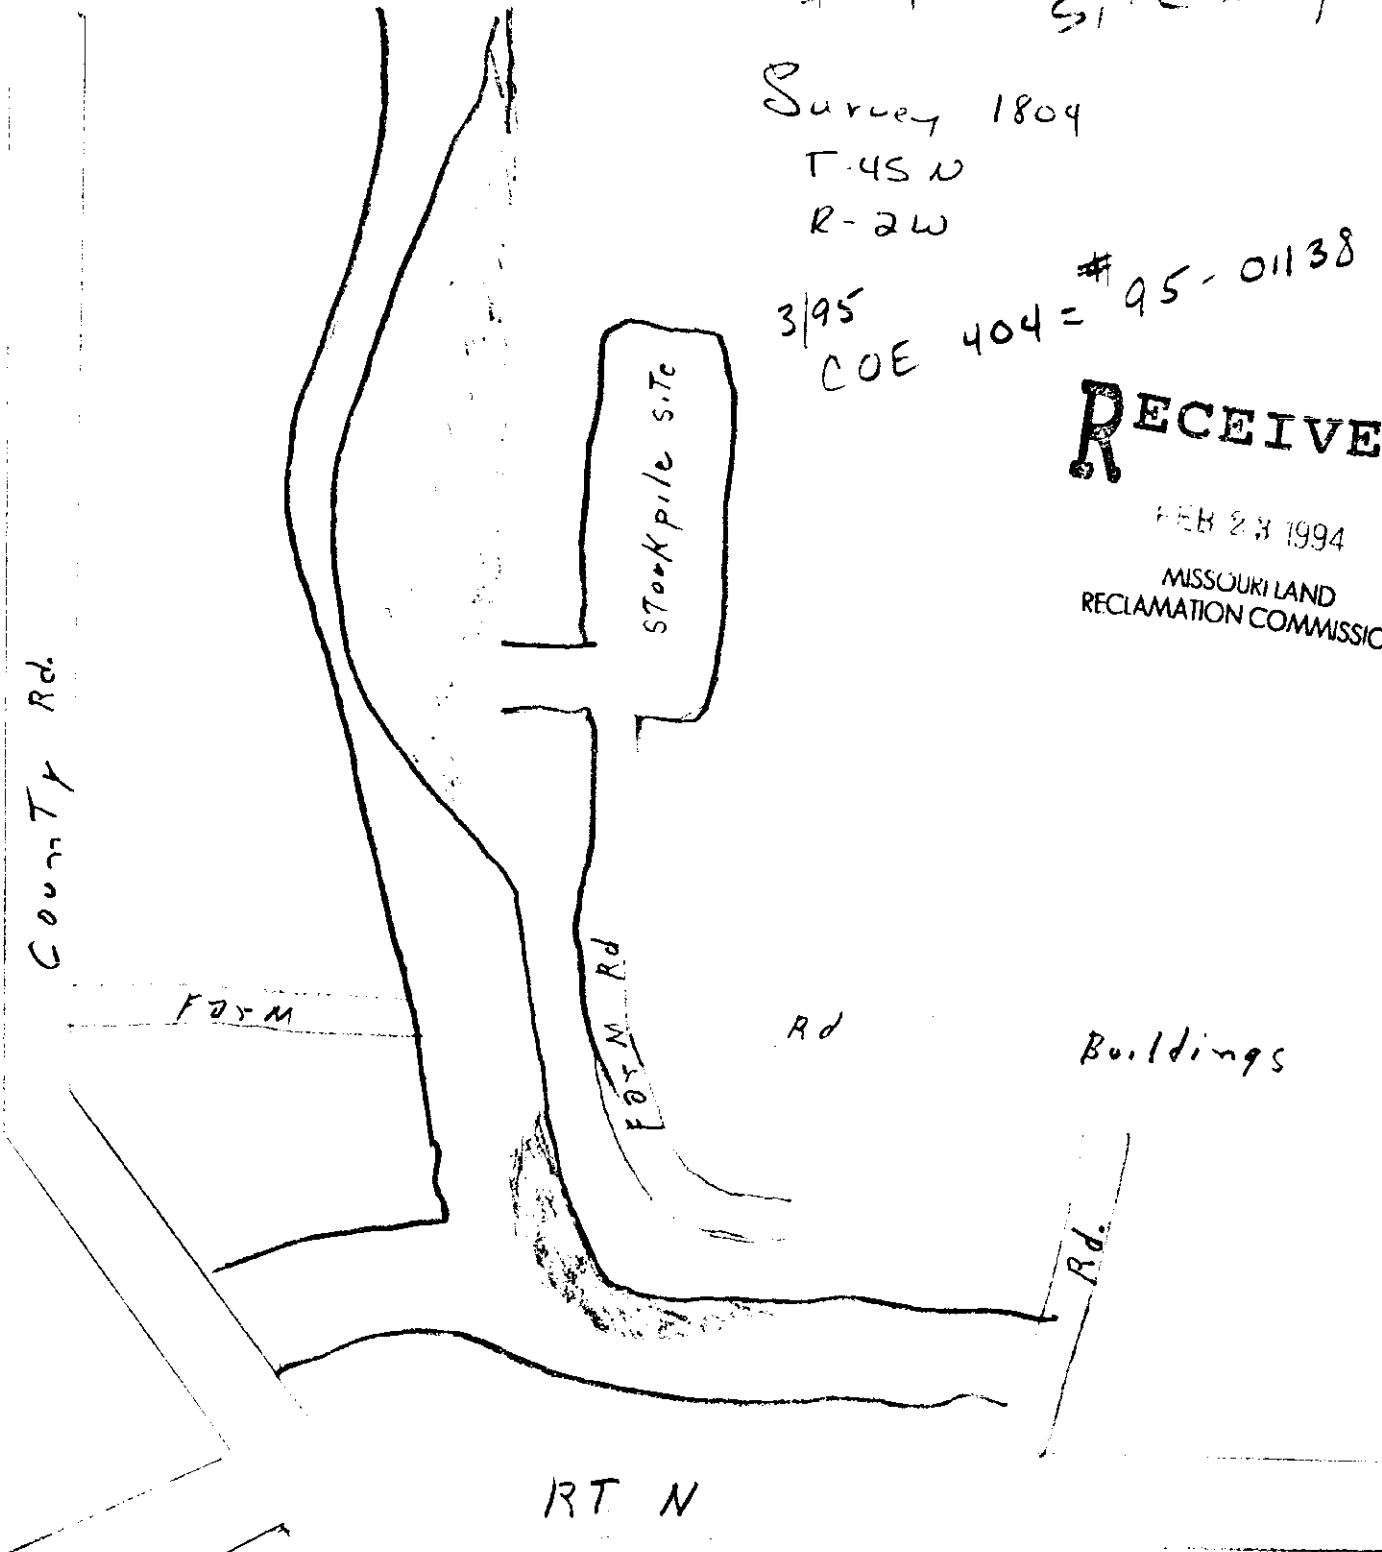 Survey 1804
T-45 N
R-2W
3/95
COE 404 = #95-01138
RECEIVE
FEB 23 1994
MISSOURI LAND
RECLAMATION COMMISSIO
Stockpile site
County Rd.
Farm
Farm Rd
Rd
Buildings
Rd.
RT N